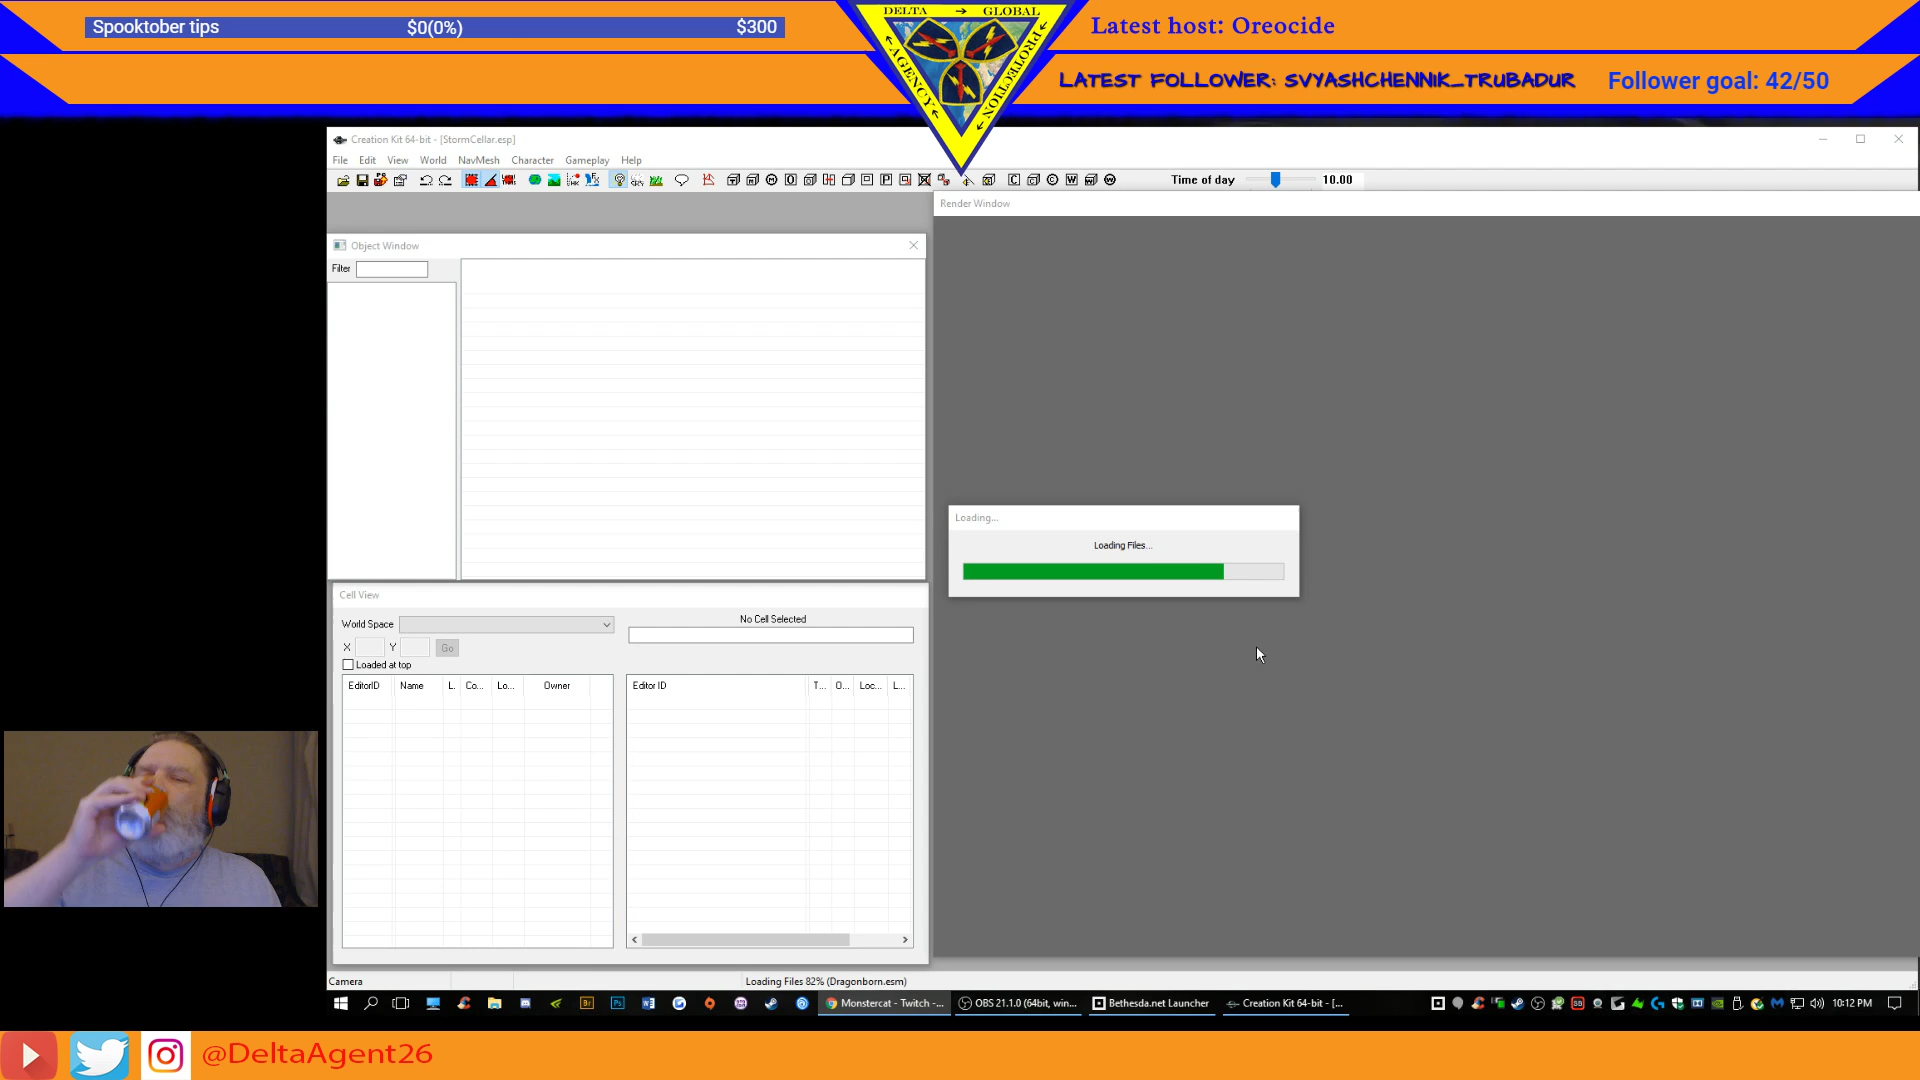 Spooktober tips $0(0%) $300
DELTA → GLOBAL
PROTECTION
AGENCY
Latest host: Oreocide
LATEST FOLLOWER: SVYASHCHENNIK_TRUBADUR Follower goal: 42/50
Creation Kit 64-bit - [StormCellar.esp]
File Edit View World NavMesh Character Gameplay Help
Time of day 10.00
Render Window
Object Window
Filter
Loading...
Loading Files...
Cell View
World Space
No Cell Selected
X Y Go
Loaded at top
EditorID Name L. Co... Lo... Owner
Editor ID T... O... Loc... L...
Camera Loading Files 82% (Dragonborn.esm)
Monstercat - Twitch -... OBS 21.1.0 (64bit, win... Bethesda.net Launcher Creation Kit 64-bit - [... 10:12 PM
@DeltaAgent26